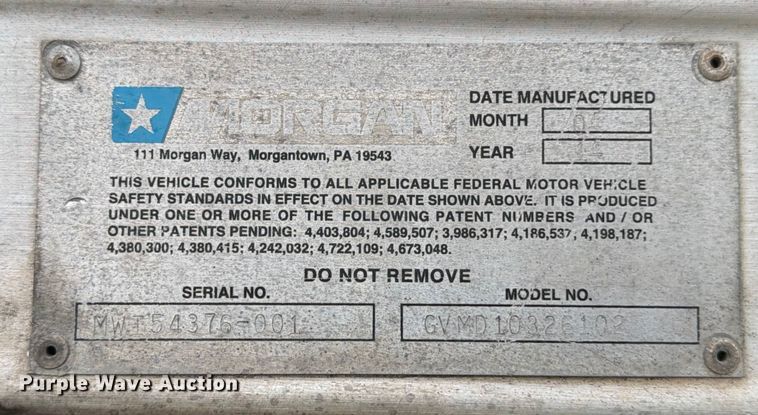 MORGAN
111 Morgan Way, Morgantown, PA 19543
DATE MANUFACTURED
MONTH
YEAR
THIS VEHICLE CONFORMS TO ALL APPLICABLE FEDERAL MOTOR VEHICLE
SAFETY STANDARDS IN EFFECT ON THE DATE SHOWN ABOVE. IT IS PRODUCED
UNDER ONE OR MORE OF THE FOLLOWING PATENT NUMBERS AND / OR
OTHER PATENTS PENDING: 4,403,804; 4,589,507; 3,986,317; 4,186,537; 4,198,187;
4,380,300; 4,380,415; 4,242,032; 4,722,109; 4,673,048.
DO NOT REMOVE
SERIAL NO.
MODEL NO.
Purple Wave Auction